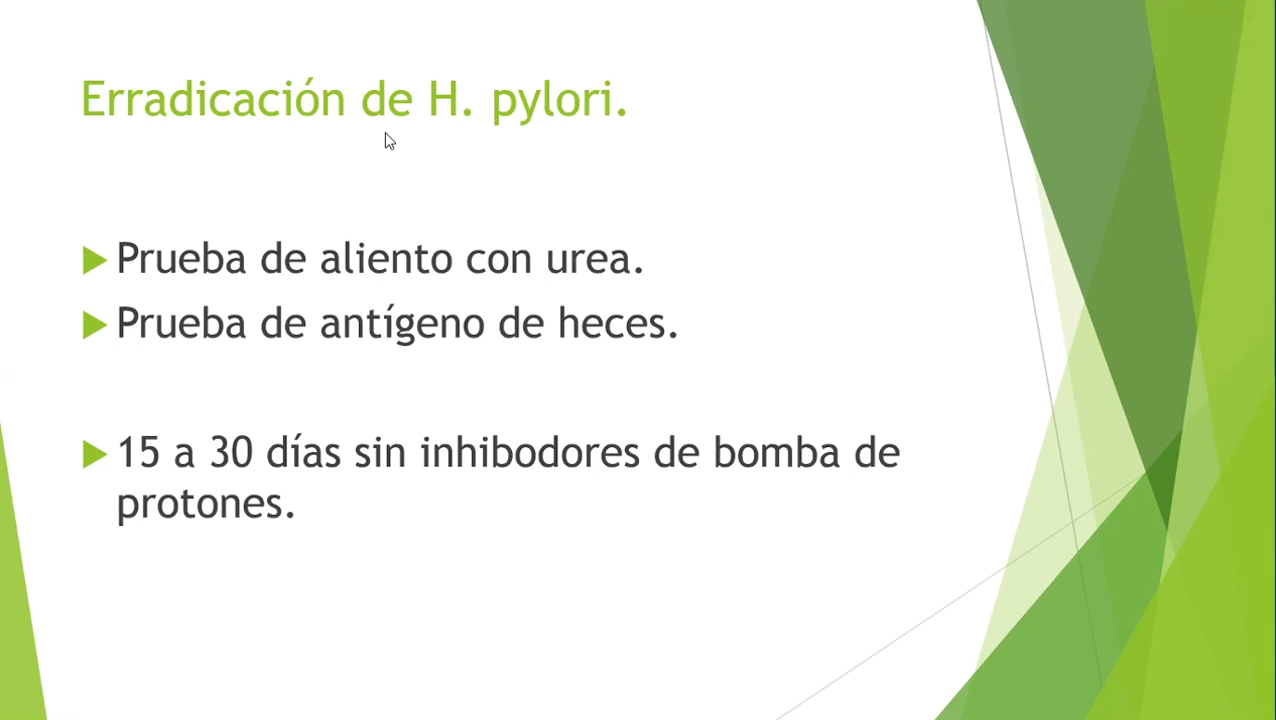 Erradicación de H. pylori.
Prueba de aliento con urea.
Prueba de antígeno de heces.
15 a 30 días sin inhibodores de bomba de
protones.